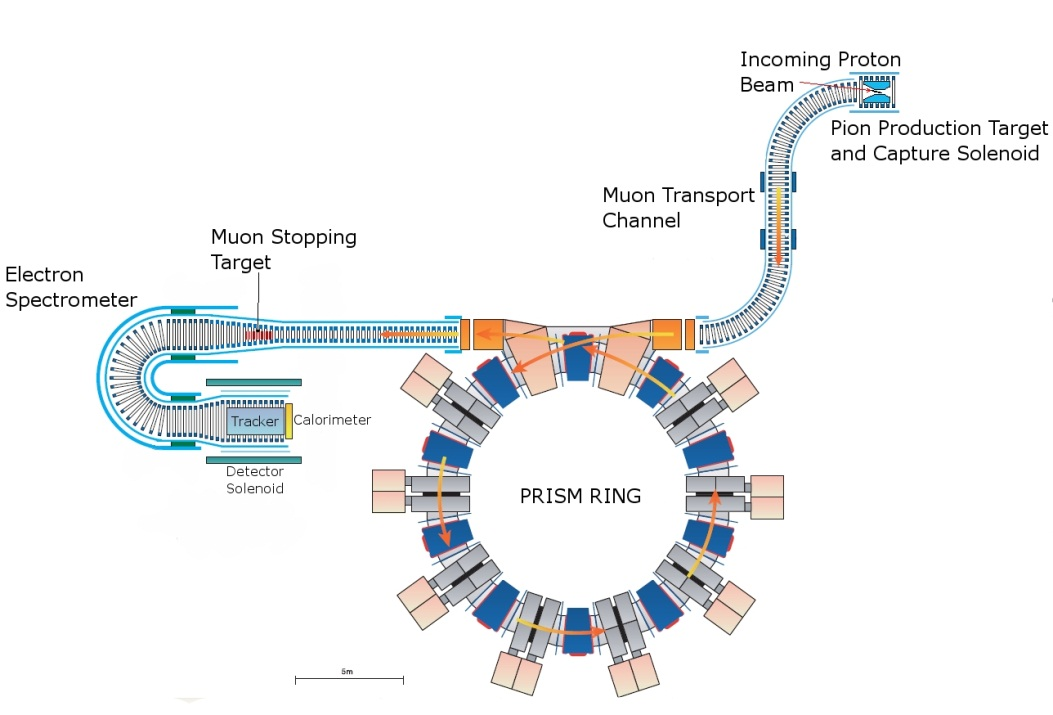 Incoming Proton
Beam
Pion Production Target
and Capture Solenoid
Muon Transport
Channel
Muon Stopping
Target
Electron
Spectrometer
Tracker
Calorimeter
Detector
Solenoid
PRISM RING
5m